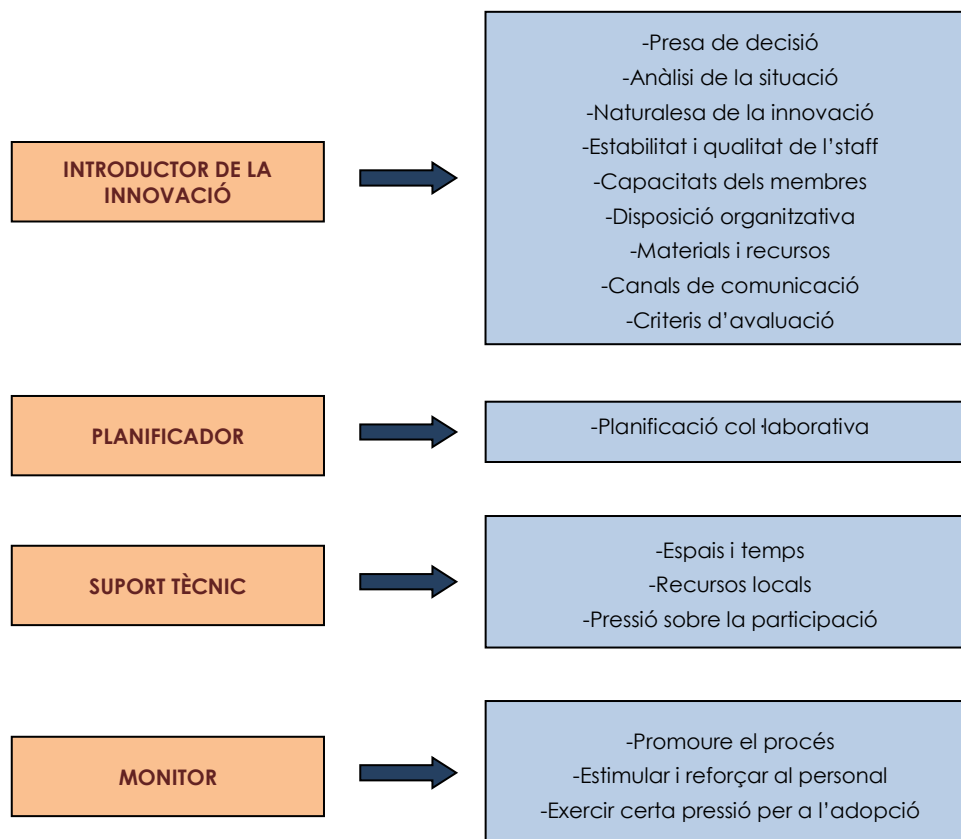 INTRODUCTOR DE LA
INNOVACIÓ
-Presa de decisió
-Anàlisi de la situació
-Naturalesa de la innovació
-Estabilitat i qualitat de l’staff
-Capacitats dels membres
-Disposició organitzativa
-Materials i recursos
-Canals de comunicació
-Criteris d’avaluació
PLANIFICADOR
-Planificació col·laborativa
SUPORT TÈCNIC
-Espais i temps
-Recursos locals
-Pressió sobre la participació
MONITOR
-Promoure el procés
-Estimular i reforçar al personal
-Exercir certa pressió per a l’adopció